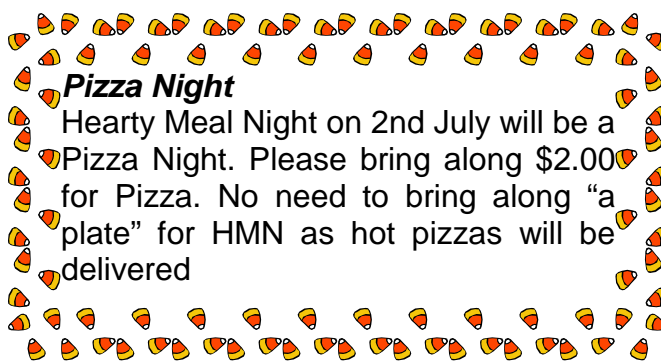 Pizza Night
Hearty Meal Night on 2nd July will be a
Pizza Night. Please bring along $2.00
for Pizza. No need to bring along “a
plate” for HMN as hot pizzas will be
delivered